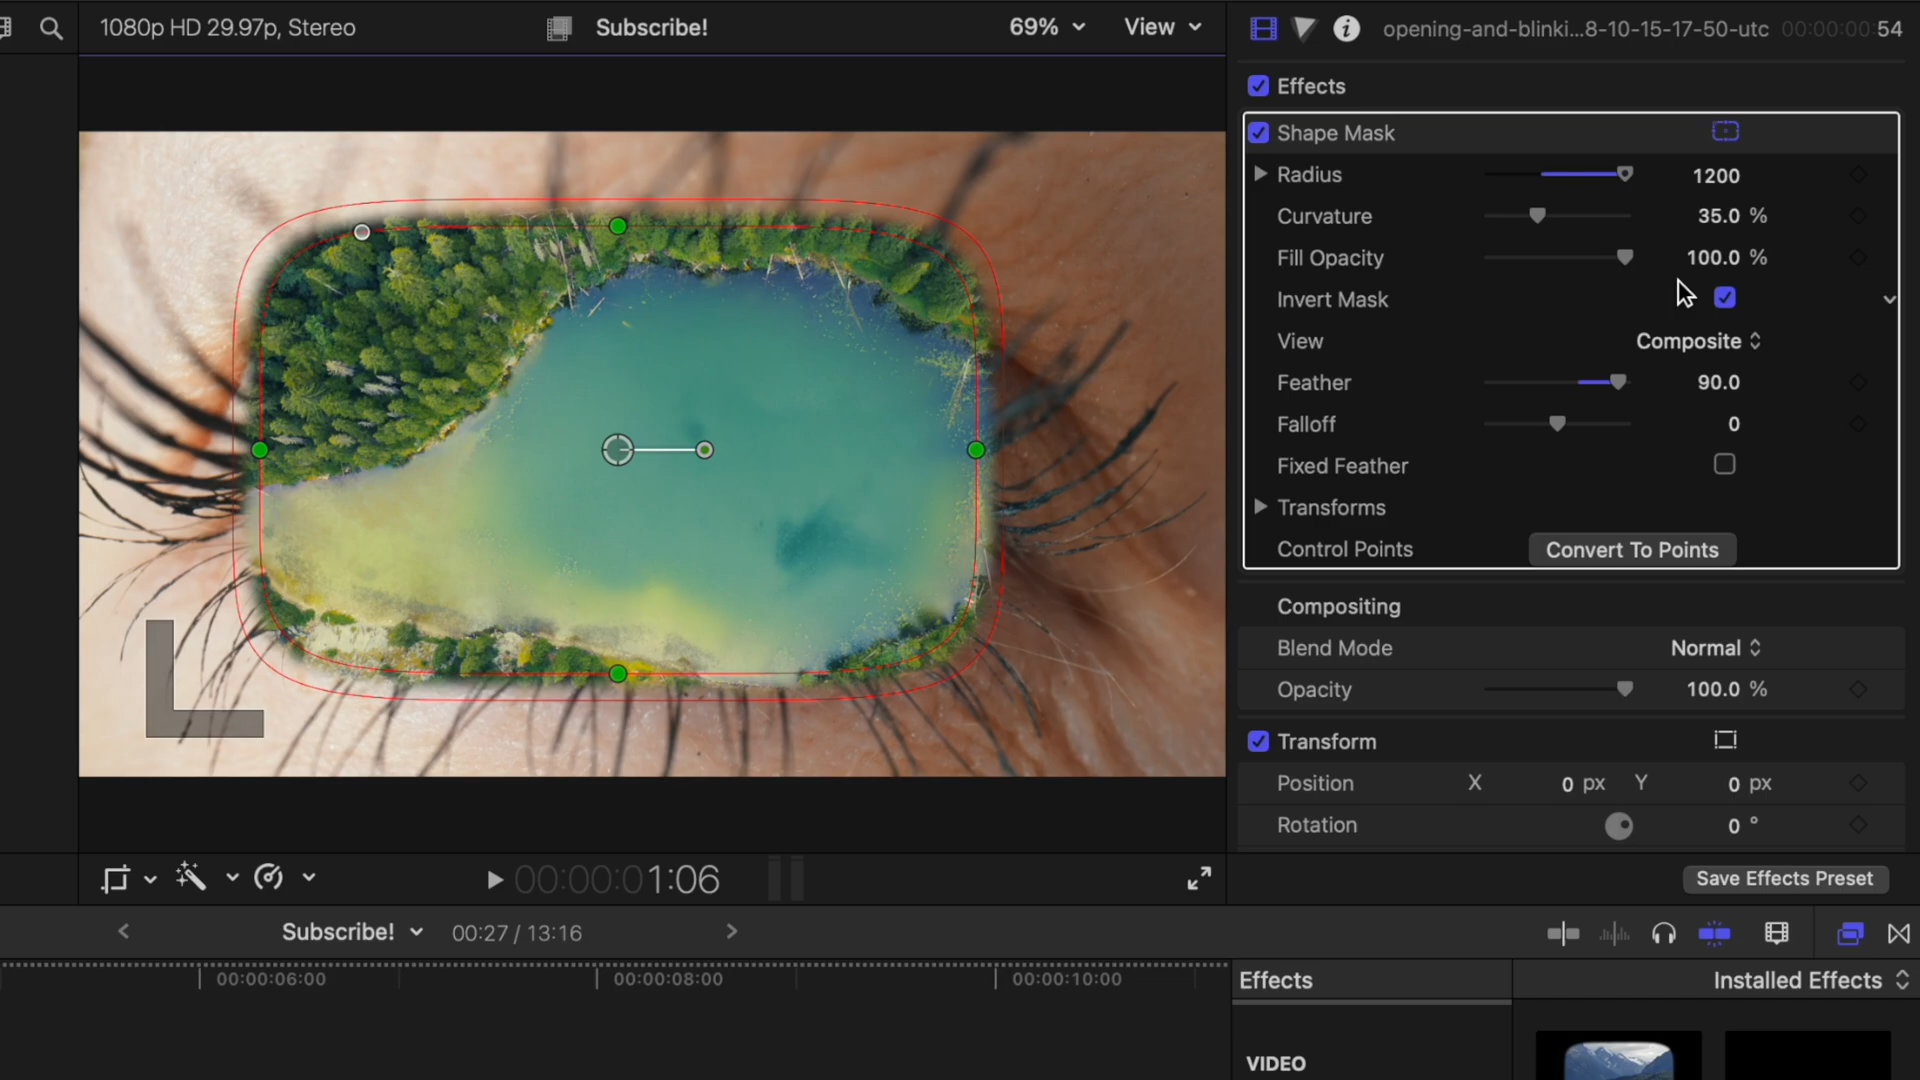 1080p HD 29.97p, Stereo
Subscribe!
69%
View
opening-and-blinki...8-10-15-17-50-utc
00:00:00:54
Effects
Shape Mask
Radius 1200
Curvature 35.0 %
Fill Opacity 100.0 %
Invert Mask
View Composite
Feather 90.0
Falloff 0
Fixed Feather
Transforms
Control Points Convert To Points
Compositing
Blend Mode Normal
Opacity 100.0 %
Transform
Position X 0 px Y 0 px
Rotation 0 °
00:00:01:06
Save Effects Preset
Subscribe! 00:27 / 13:16
00:00:06:00
00:00:08:00
00:00:10:00
Effects
Installed Effects
VIDEO